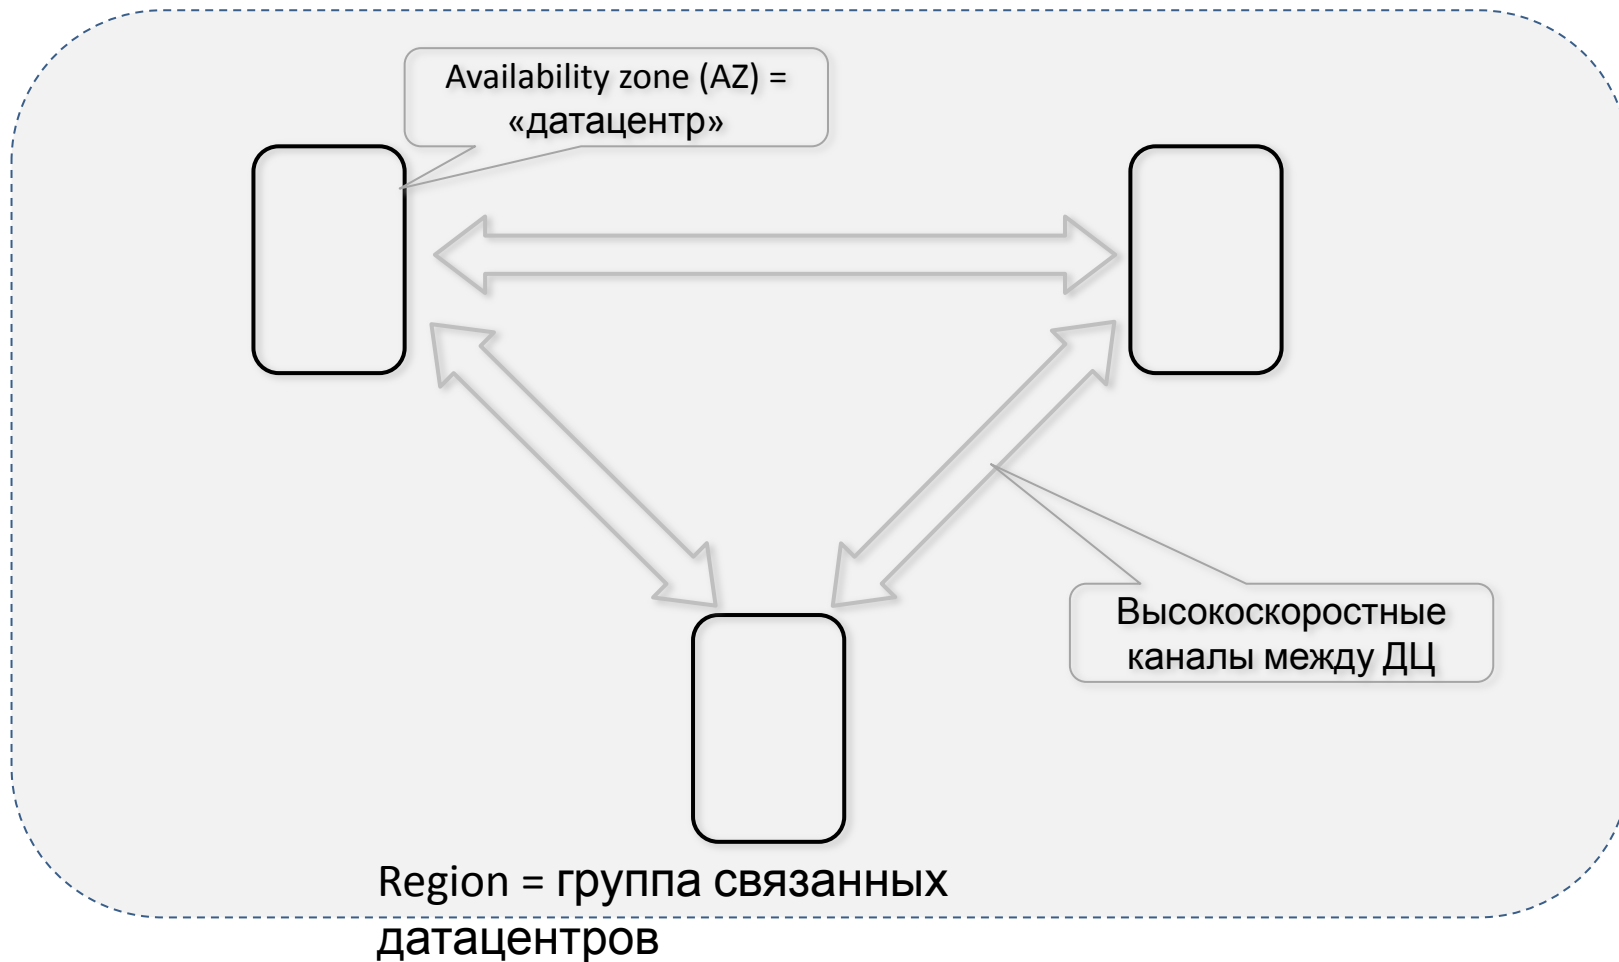 Availability zone (AZ) =
«датацентр»
Высокоскоростные
каналы между ДЦ
Region = группа связанных
датацентров